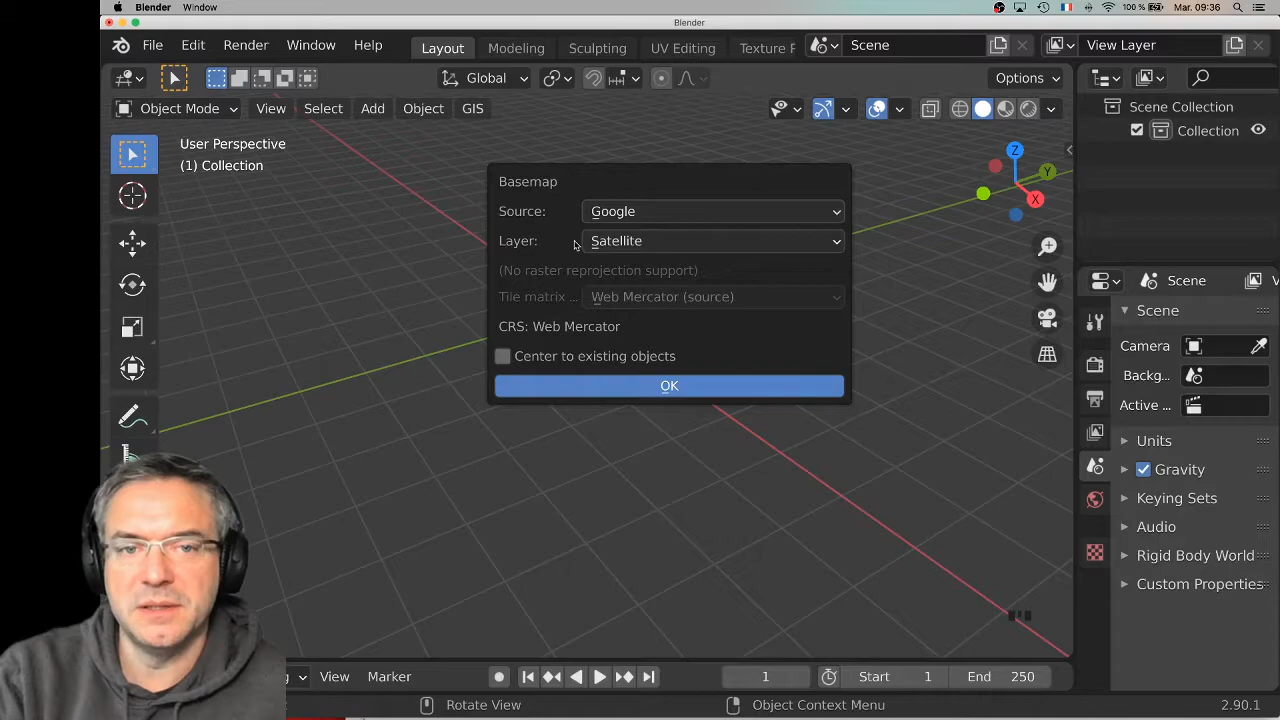 Blender Window 100 % Mar. 09:36
Blender
File Edit Render Window Help Layout Modeling Sculpting UV Editing Texture P Scene View Layer
Global Options
Object Mode View Select Add Object GIS
User Perspective
(1) Collection
Z
Y
X
Basemap
Source: Google
Layer: Satellite
(No raster reprojection support)
Tile matrix ... Web Mercator (source)
CRS: Web Mercator
Center to existing objects
OK
Scene Collection
Collection
Scene V
Scene
Camera
Backg...
Active ...
Units
Gravity
Keying Sets
Audio
Rigid Body World
Custom Properties
View Marker 1 Start 1 End 250
Rotate View Object Context Menu 2.90.1